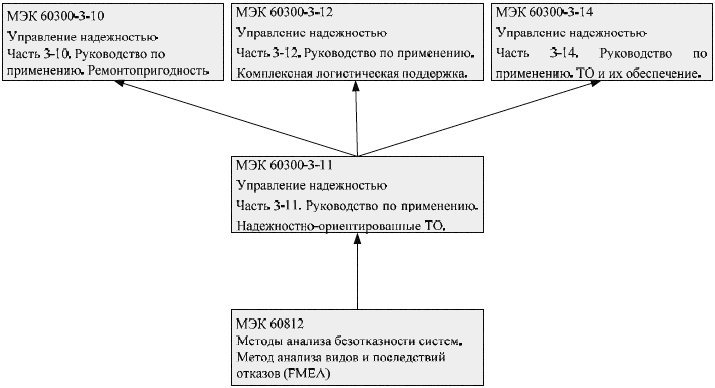 МЭК 60300-3-10
Управление надежностью
Часть 3-10. Руководство по
применению. Ремонтопригодность
МЭК 60300-3-12
Управление надежностью
Часть 3-12. Руководство по применению.
Комплексная логистическая поддержка.
МЭК 60300-3-14
Управление надежностью
Часть 3-14. Руководство по
применению. ТО и их обеспечение.
МЭК 60300-3-11
Управление надежностью
Часть 3-11. Руководство по применению.
Надежностно-ориентированные ТО.
МЭК 60812
Методы анализа безотказности систем.
Метод анализа видов и последствий
отказов (FMEA)